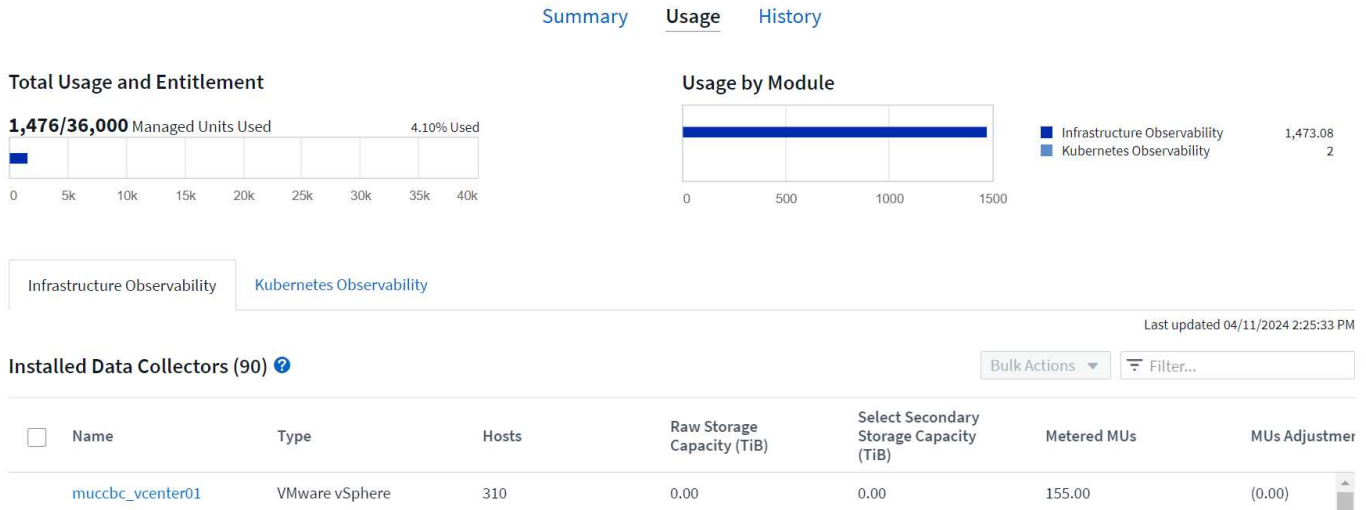 Summary Usage History
Total Usage and Entitlement
1,476/36,000 Managed Units Used 4.10% Used
0 5k 10k 15k 20k 25k 30k 35k 40k
Usage by Module
Infrastructure Observability 1,473.08
Kubernetes Observability 2
0 500 1000 1500
Infrastructure Observability Kubernetes Observability
Last updated 04/11/2024 2:25:33 PM
Installed Data Collectors (90) ?
Bulk Actions Filter...
Name Type Hosts Raw Storage Capacity (TiB) Select Secondary Storage Capacity (TiB) Metered MUs MUs Adjustmer
muccbc_vcenter01 VMware vSphere 310 0.00 0.00 155.00 (0.00)